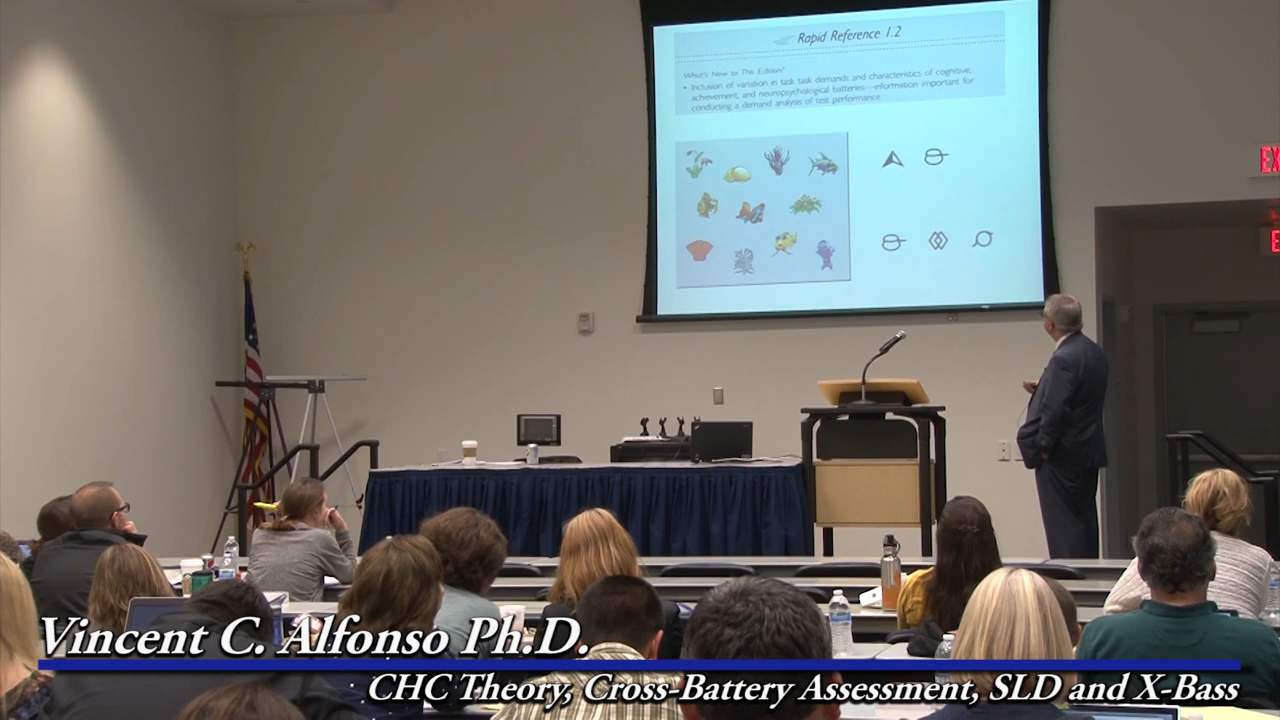 Rapid Reference 1.2
What's New to This Edition?
• Inclusion of variation in task task demands and characteristics of cognitive,
achievement, and neuropsychological batteries—information important for
conducting a demand analysis of test performance
EX
E
Vincent C. Alfonso Ph.D.
CHC Theory, Cross-Battery Assessment, SLD and X-Bass